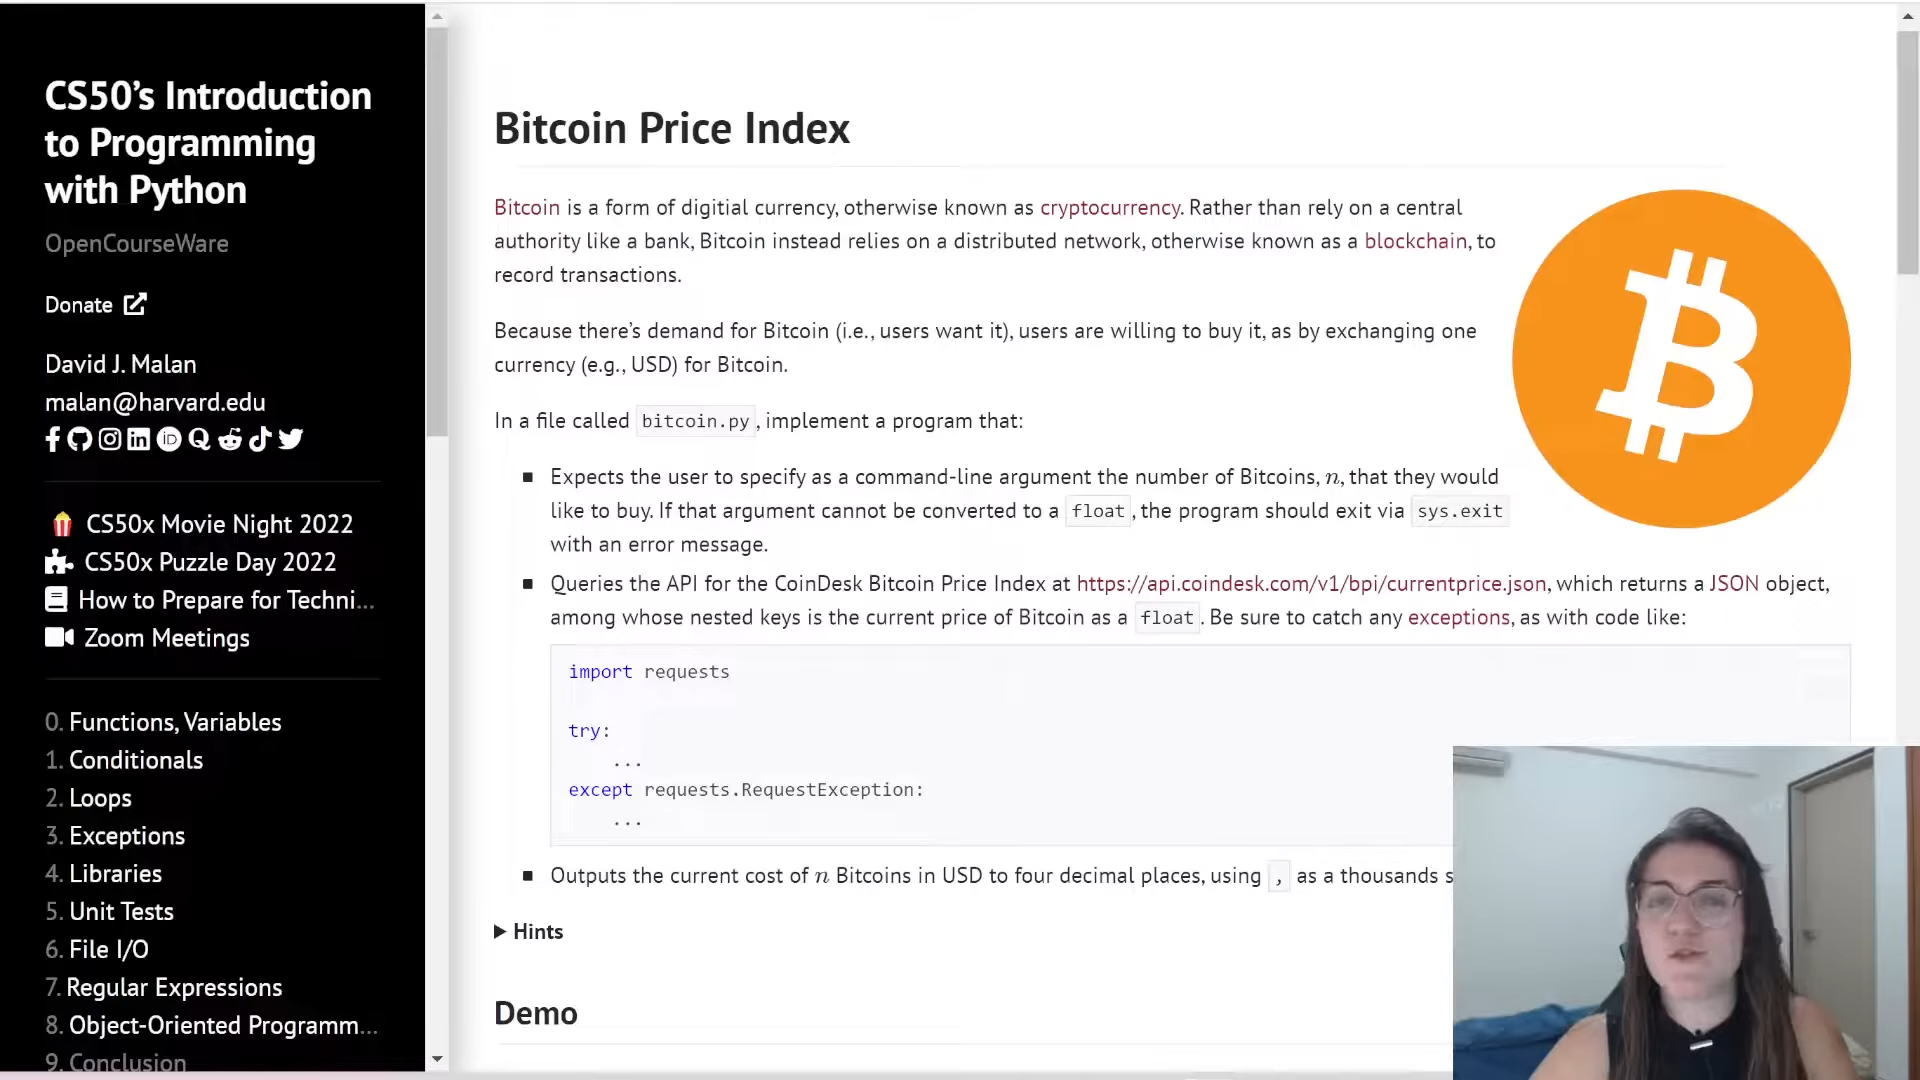 CS50’s Introduction
to Programming
with Python
OpenCourseWare
Donate
David J. Malan
malan@harvard.edu
CS50x Movie Night 2022
CS50x Puzzle Day 2022
How to Prepare for Techni...
Zoom Meetings
0. Functions, Variables
1. Conditionals
2. Loops
3. Exceptions
4. Libraries
5. Unit Tests
6. File I/O
7. Regular Expressions
8. Object-Oriented Programm...
9. Conclusion
Bitcoin Price Index
Bitcoin is a form of digitial currency, otherwise known as cryptocurrency. Rather than rely on a central
authority like a bank, Bitcoin instead relies on a distributed network, otherwise known as a blockchain, to
record transactions.
Because there’s demand for Bitcoin (i.e., users want it), users are willing to buy it, as by exchanging one
currency (e.g., USD) for Bitcoin.
In a file called bitcoin.py, implement a program that:
Expects the user to specify as a command-line argument the number of Bitcoins, n, that they would
like to buy. If that argument cannot be converted to a float, the program should exit via sys.exit
with an error message.
Queries the API for the CoinDesk Bitcoin Price Index at https://api.coindesk.com/v1/bpi/currentprice.json, which returns a JSON object,
among whose nested keys is the current price of Bitcoin as a float. Be sure to catch any exceptions, as with code like:
import requests
try:
...
except requests.RequestException:
...
Outputs the current cost of n Bitcoins in USD to four decimal places, using , as a thousands s
Hints
Demo